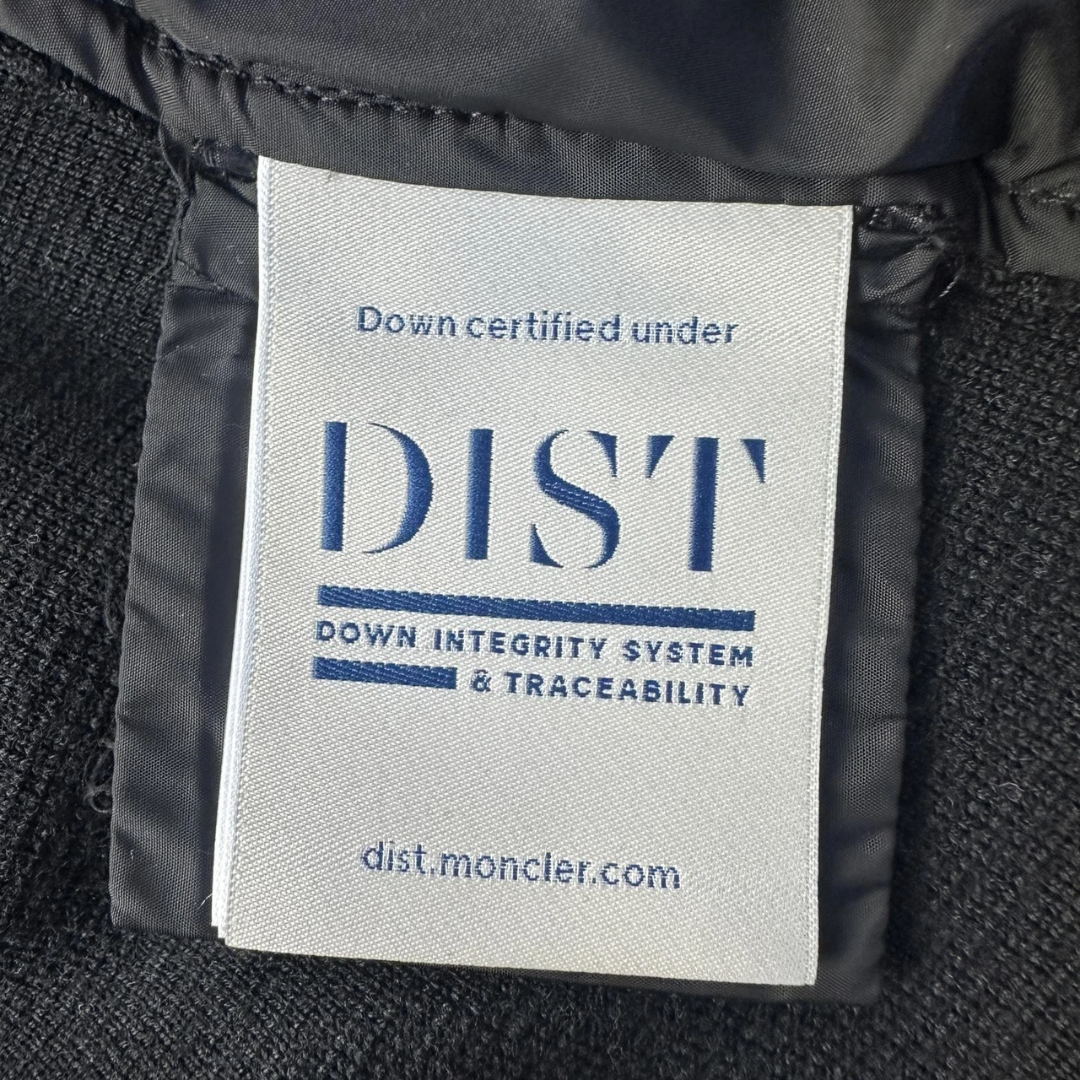 Down certified under
DIST
DOWN INTEGRITY SYSTEM
& TRACEABILITY
dist.moncler.com